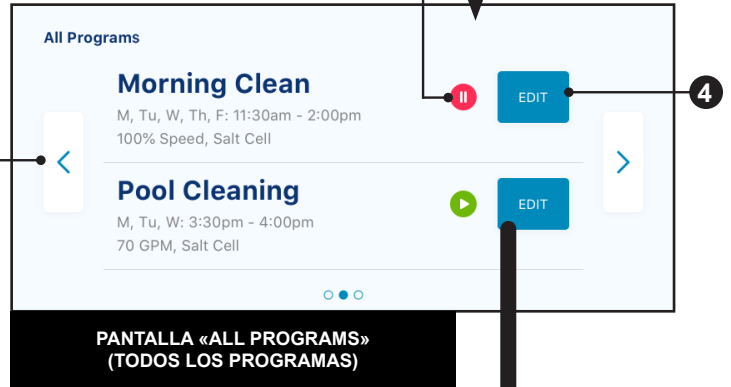 All Programs
Morning Clean
M, Tu, W, Th, F: 11:30am - 2:00pm
100% Speed, Salt Cell
EDIT
4
Pool Cleaning
M, Tu, W: 3:30pm - 4:00pm
70 GPM, Salt Cell
EDIT
PANTALLA «ALL PROGRAMS»
(TODOS LOS PROGRAMAS)